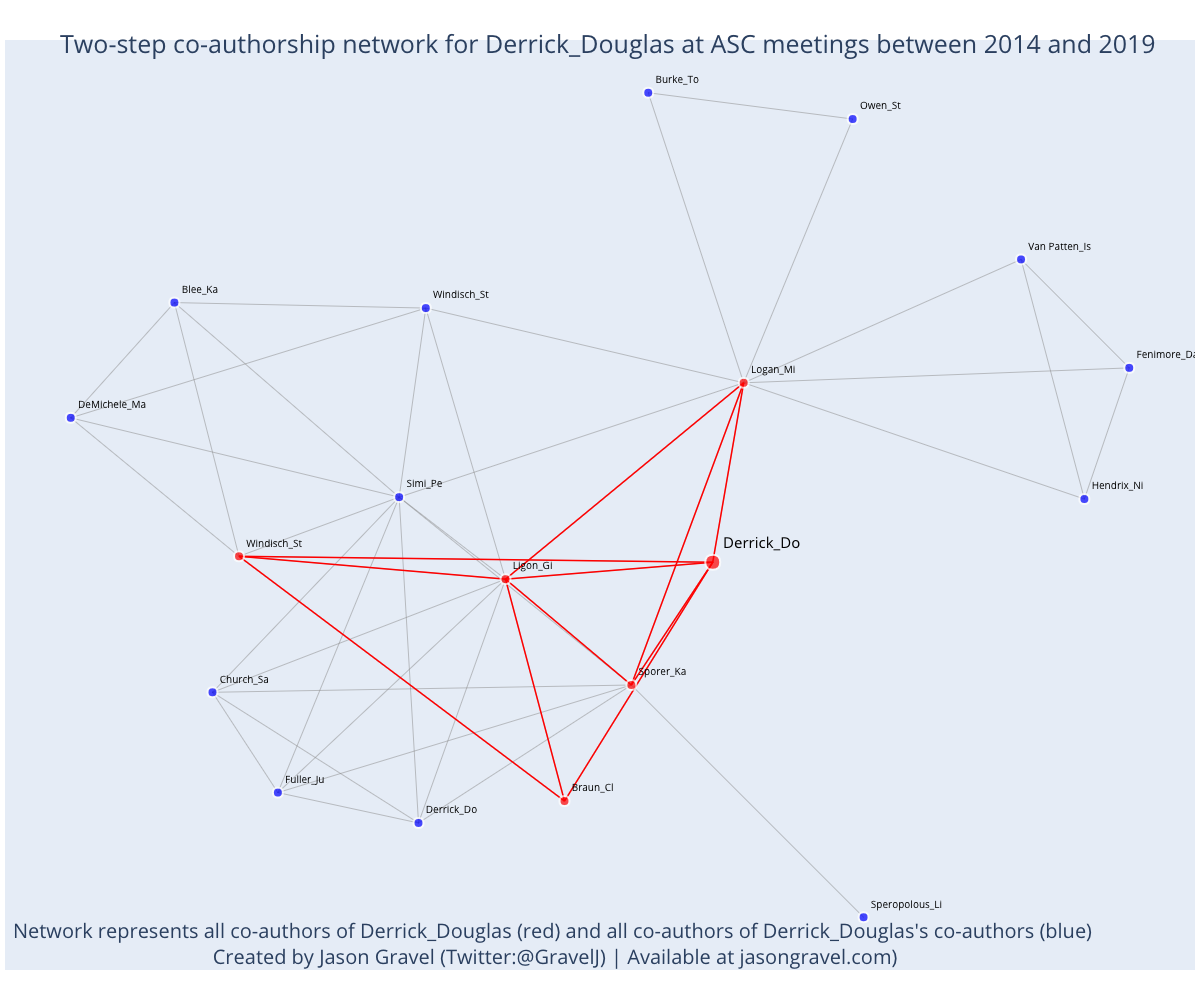 Two-step co-authorship network for Derrick_Douglas at ASC meetings between 2014 and 2019
Burke_To
Owen_St
Van Patten_Is
Blee_Ka
Windisch_St
Fenimore_Da
Logan_Mi
DeMichele_Ma
Simi_Pe
Hendrix_Ni
Windisch_St
Derrick_Do
Ligon_Gi
Sporer_Ka
Church_Sa
Fuller_Ju
Braun_Cl
Derrick_Do
Speropolous_Li
Network represents all co-authors of Derrick_Douglas (red) and all co-authors of Derrick_Douglas's co-authors (blue)
Created by Jason Gravel (Twitter:@GravelJ) | Available at jasongravel.com)